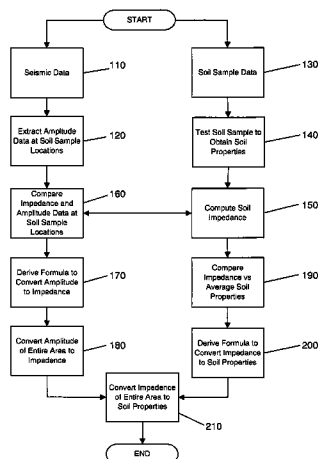 START
Seismic Data
110
Soil Sample Data
130
Extract Amplitude
Data at Soil Sample
Locations
120
Test Soil Sample to
Obtain Soil
Properties
140
Compare
Impedance and
Amplitude Data at
Soil Sample
Locations
160
Compute Soil
Impedance
150
Derive Formula to
Convert Amplitude
to Impedance
170
Compare
Impedance vs
Average Soil
Properties
190
Convert Amplitude
of Entire Area to
Impedence
180
Derive Formula to
Convert Impedance
to Soil Properties
200
Convert Impedence
of Entire Area to
Soil Properties
210
END